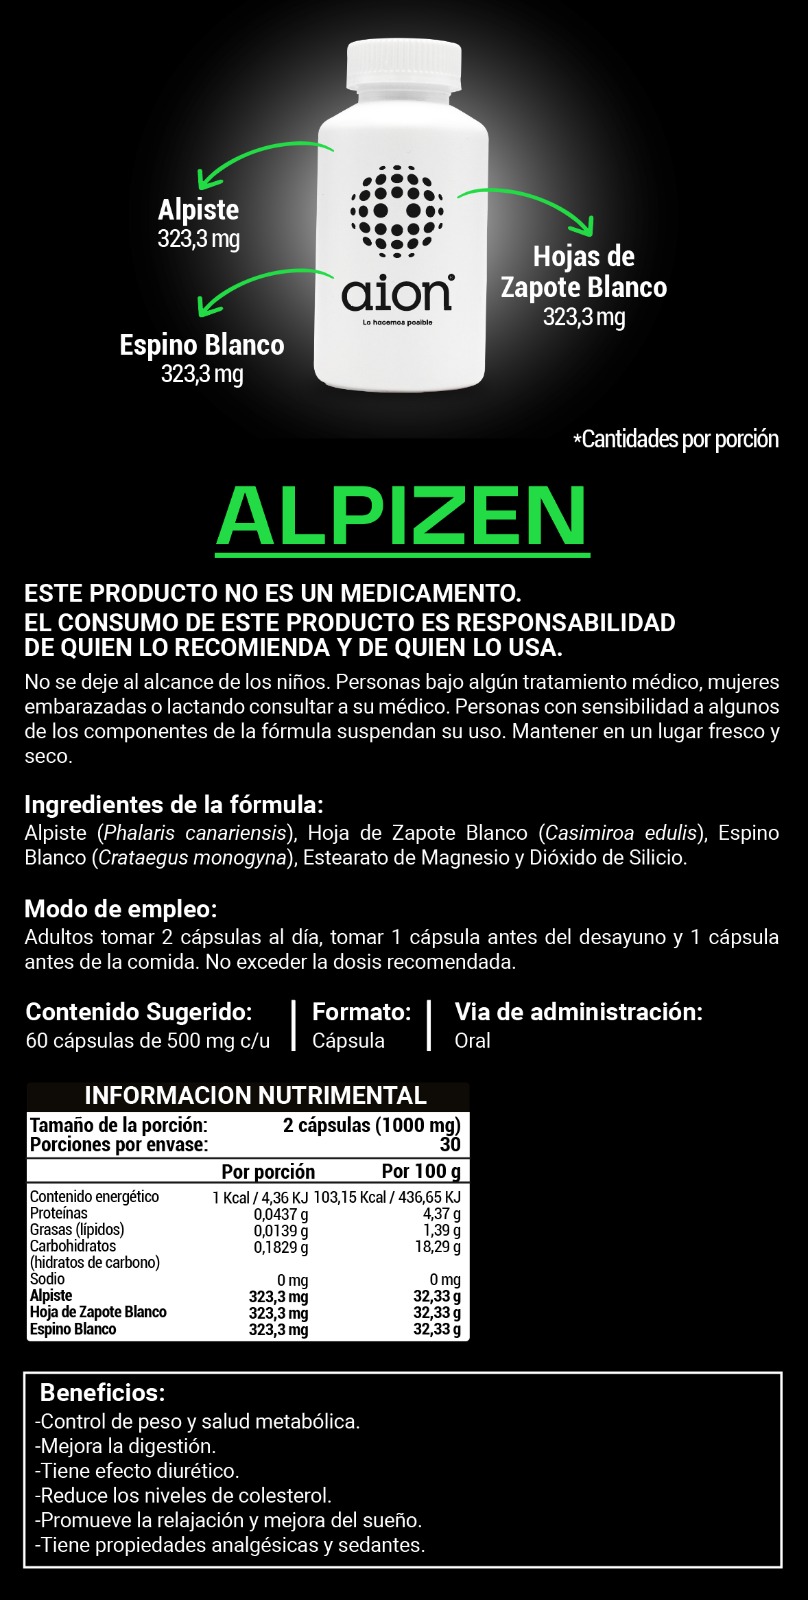 Alpiste
323,3 mg
Espino Blanco
323,3 mg
aion
Lo hacemos posible
Hojas de
Zapote Blanco
323,3 mg
*Cantidades por porción
ALPIZEN
ESTE PRODUCTO NO ES UN MEDICAMENTO.
EL CONSUMO DE ESTE PRODUCTO ES RESPONSABILIDAD
DE QUIEN LO RECOMIENDA Y DE QUIEN LO USA.
No se deje al alcance de los niños. Personas bajo algún tratamiento médico, mujeres
embarazadas o lactando consultar a su médico. Personas con sensibilidad a algunos
de los componentes de la fórmula suspendan su uso. Mantener en un lugar fresco y
seco.
Ingredientes de la fórmula:
Alpiste (Phalaris canariensis), Hoja de Zapote Blanco (Casimiroa edulis), Espino
Blanco (Crataegus monogyna), Estearato de Magnesio y Dióxido de Silicio.
Modo de empleo:
Adultos tomar 2 cápsulas al día, tomar 1 cápsula antes del desayuno y 1 cápsula
antes de la comida. No exceder la dosis recomendada.
Contenido Sugerido:
60 cápsulas de 500 mg c/u
Formato:
Cápsula
Via de administración:
Oral
INFORMACION NUTRIMENTAL
Tamaño de la porción: 2 cápsulas (1000 mg)
Porciones por envase: 30
Por porción Por 100 g
Contenido energético 1 Kcal / 4,36 KJ 103,15 Kcal / 436,65 KJ
Proteínas 0,0437 g 4,37 g
Grasas (lípidos) 0,0139 g 1,39 g
Carbohidratos 0,1829 g 18,29 g
(hidratos de carbono)
Sodio 0 mg 0 mg
Alpiste 323,3 mg 32,33 g
Hoja de Zapote Blanco 323,3 mg 32,33 g
Espino Blanco 323,3 mg 32,33 g
Beneficios:
-Control de peso y salud metabólica.
-Mejora la digestión.
-Tiene efecto diurético.
-Reduce los niveles de colesterol.
-Promueve la relajación y mejora del sueño.
-Tiene propiedades analgésicas y sedantes.